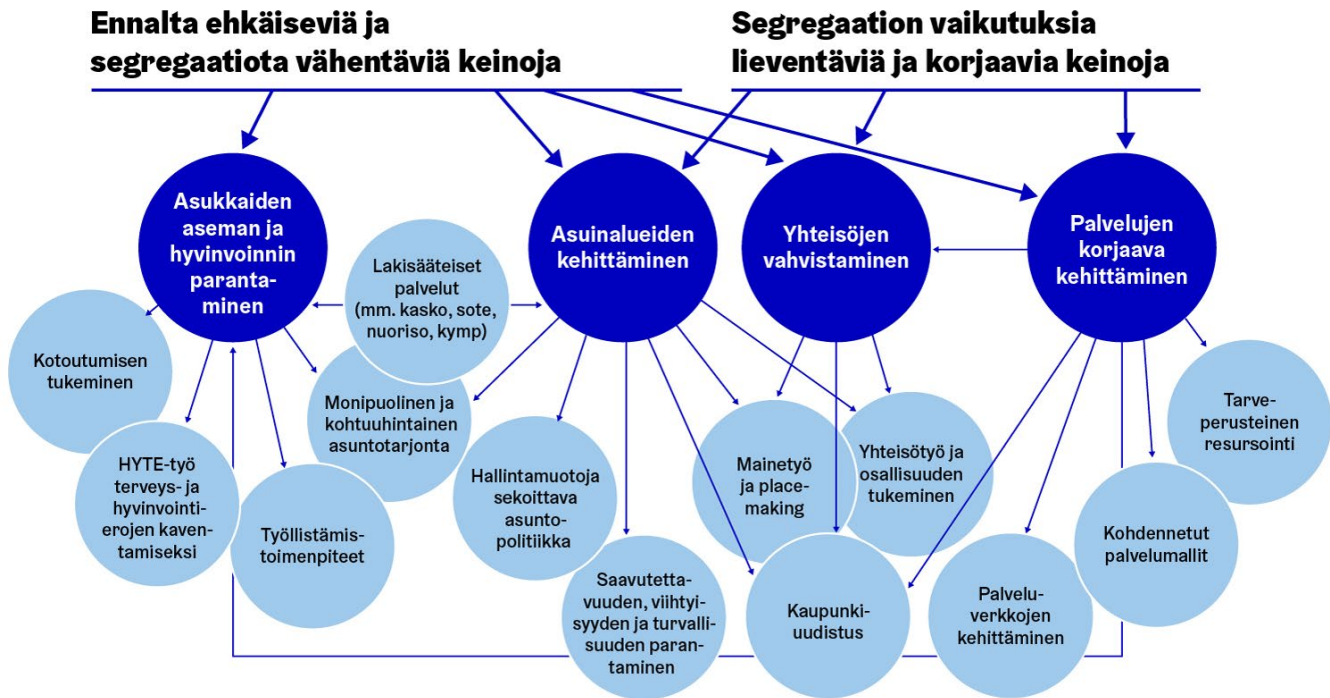 Ennalta ehkäiseviä ja
segregaatiota vähentäviä keinoja
Segregaation vaikutuksia
lieventäviä ja korjaavia keinoja
Asukkaiden
aseman ja
hyvinvoinnin
paranta-
minen
Asuinalueiden
kehittäminen
Yhteisöjen
vahvistaminen
Palvelujen
korjaava
kehittäminen
Lakisääteiset
palvelut
(mm. kasko, sote,
nuoriso, kymp)
Kotoutumisen
tukeminen
HYTE-työ
terveys- ja
hyvinvointi-
erojen kaven-
tamiseksi
Työllistämis-
toimenpiteet
Monipuolinen ja
kohtuuhintainen
asuntotarjonta
Hallintamuotoja
sekoittava
asunto-
politiikka
Saavutetta-
vuuden, viihtyi-
syyden ja turvalli-
suuden paran-
taminen
Mainetyö
ja place-
making
Yhteisötyö ja
osallisuuden
tukeminen
Kaupunki-
uudistus
Palvelu-
verkkojen
kehittäminen
Kohdennetut
palvelumallit
Tarve-
perusteinen
resursointi